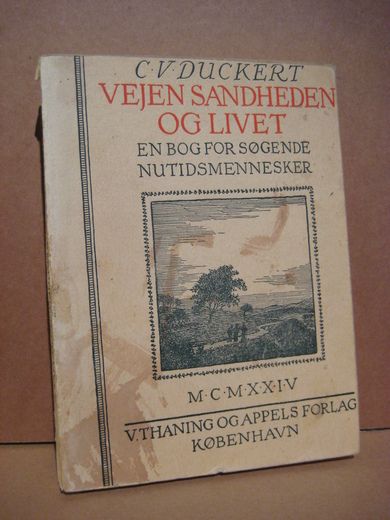 C·V·DUCKERT
VEJEN SANDHEDEN
OG LIVET
EN BOG FOR SØGENDE
NUTIDSMENNESKER
M·C·M·X·X·I·V
V. THANING OG APPELS FORLAG
KØBENHAVN